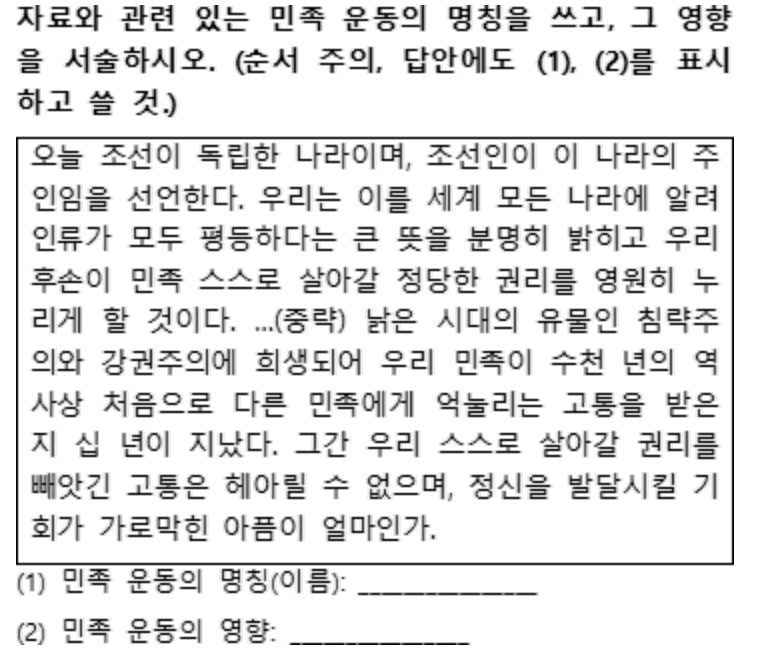 자료와 관련 있는 민족 운동의 명칭을 쓰고, 그 영향
을 서술하시오. (순서 주의, 답안에도 (1), (2)를 표시
하고 쓸 것.)
오늘 조선이 독립한 나라이며, 조선인이 이 나라의 주
인임을 선언한다. 우리는 이를 세계 모든 나라에 알려
인류가 모두 평등하다는 큰 뜻을 분명히 밝히고 우리
후손이 민족 스스로 살아갈 정당한 권리를 영원히 누
리게 할 것이다. ...(중략) 낡은 시대의 유물인 침략주
의와 강권주의에 희생되어 우리 민족이 수천 년의 역
사상 처음으로 다른 민족에게 억눌리는 고통을 받은
지 십 년이 지났다. 그간 우리 스스로 살아갈 권리를
빼앗긴 고통은 헤아릴 수 없으며, 정신을 발달시킬 기
회가 가로막힌 아픔이 얼마인가.
(1) 민족 운동의 명칭(이름): ________________
(2) 민족 운동의 영향: ________________